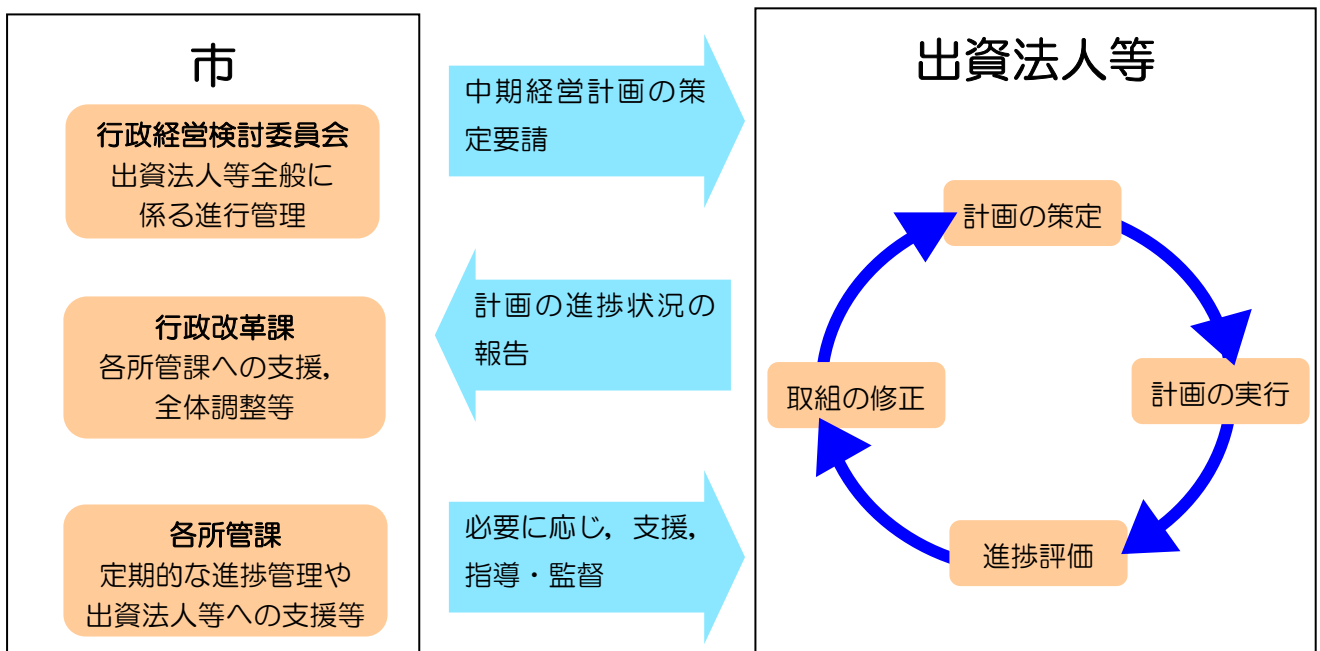 市
行政経営検討委員会
出資法人等全般に
係る進行管理
行政改革課
各所管課への支援,
全体調整等
各所管課
定期的な進捗管理や
出資法人等への支援等
中期経営計画の策
定要請
計画の進捗状況の
報告
必要に応じ,支援,
指導・監督
出資法人等
計画の策定
計画の実行
進捗評価
取組の修正